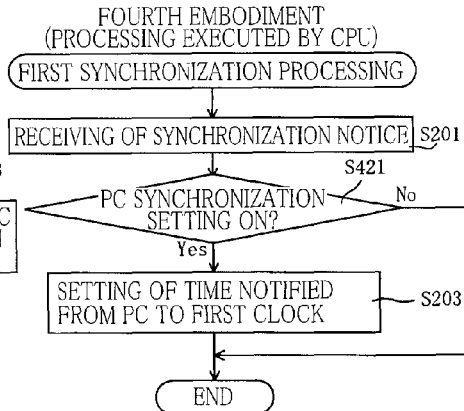 FOURTH EMBODIMENT
(PROCESSING EXECUTED BY CPU)
FIRST SYNCHRONIZATION PROCESSING
RECEIVING OF SYNCHRONIZATION NOTICE
S201
S421
PC SYNCHRONIZATION
SETTING ON?
No
Yes
SETTING OF TIME NOTIFIED
FROM PC TO FIRST CLOCK
S203
END